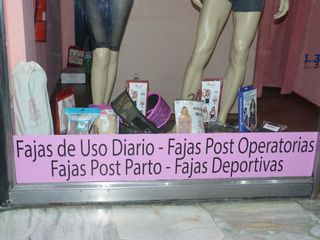 Fajas de Uso Diario - Fajas Post Operatorias
Fajas Post Parto - Fajas Deportivas